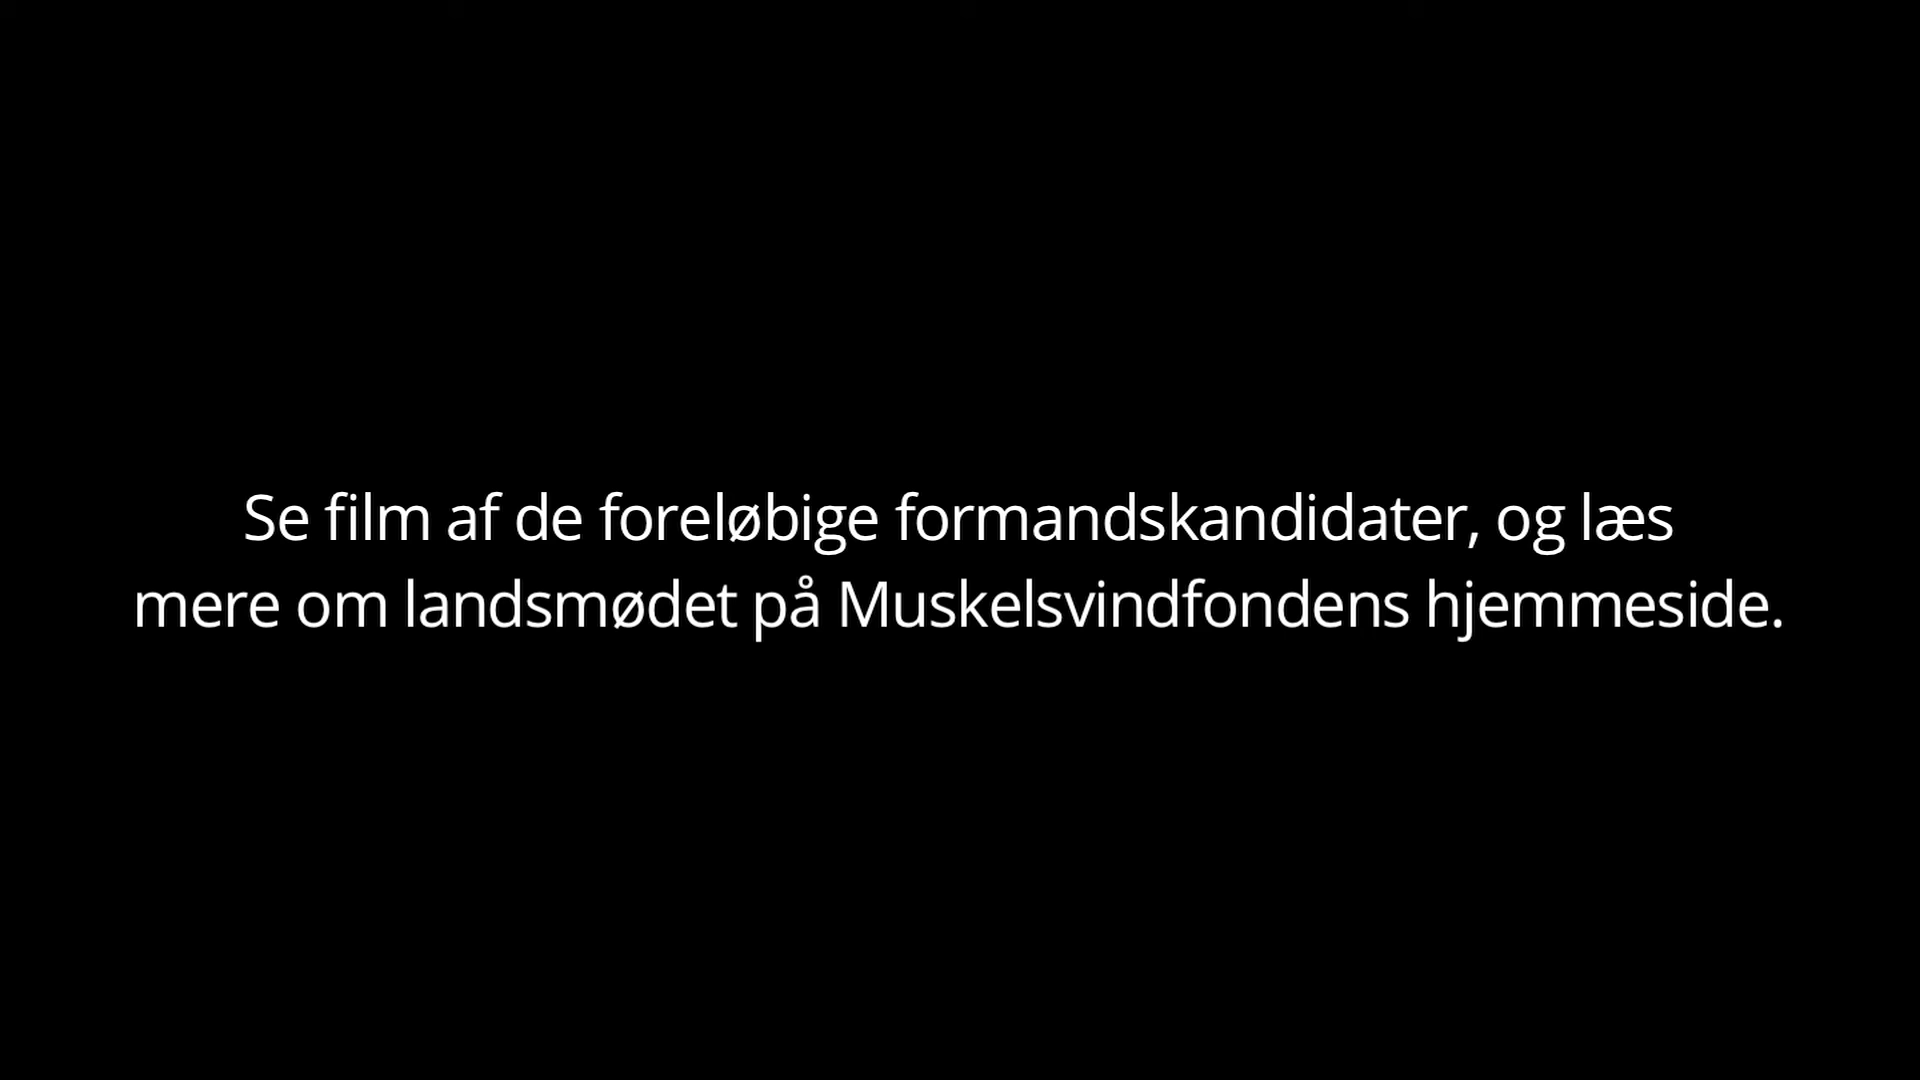 Se film af de foreløbige formandskandidater, og læs
mere om landsmødet på Muskelsvindfondens hjemmeside.